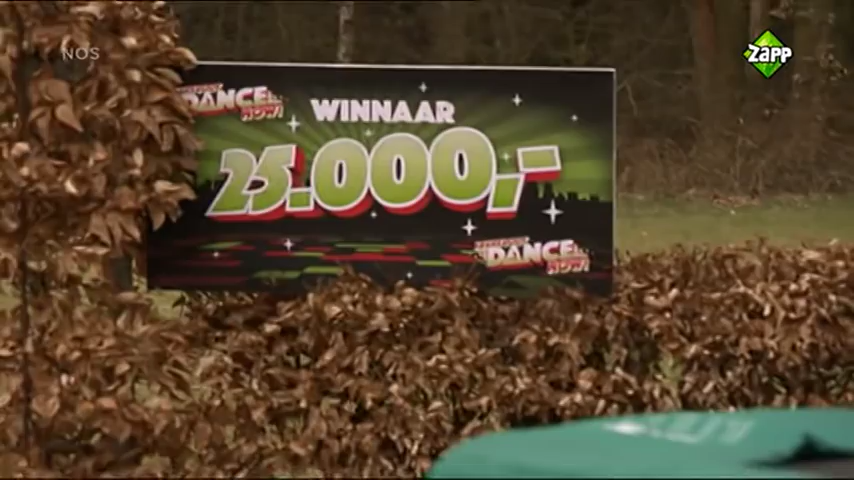 NOS
ZAPP
DANCE
NOW!
WINNAAR
25.000,-
DANCE
NOW!